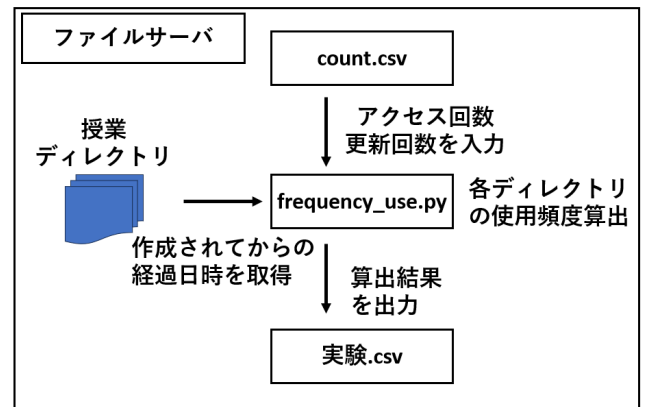 ファイルサーバ
count.csv
アクセス回数
更新回数を入力
授業
ディレクトリ
frequency_use.py
各ディレクトリ
の使用頻度算出
作成されてからの
経過日時を取得
算出結果
を出力
実験.csv